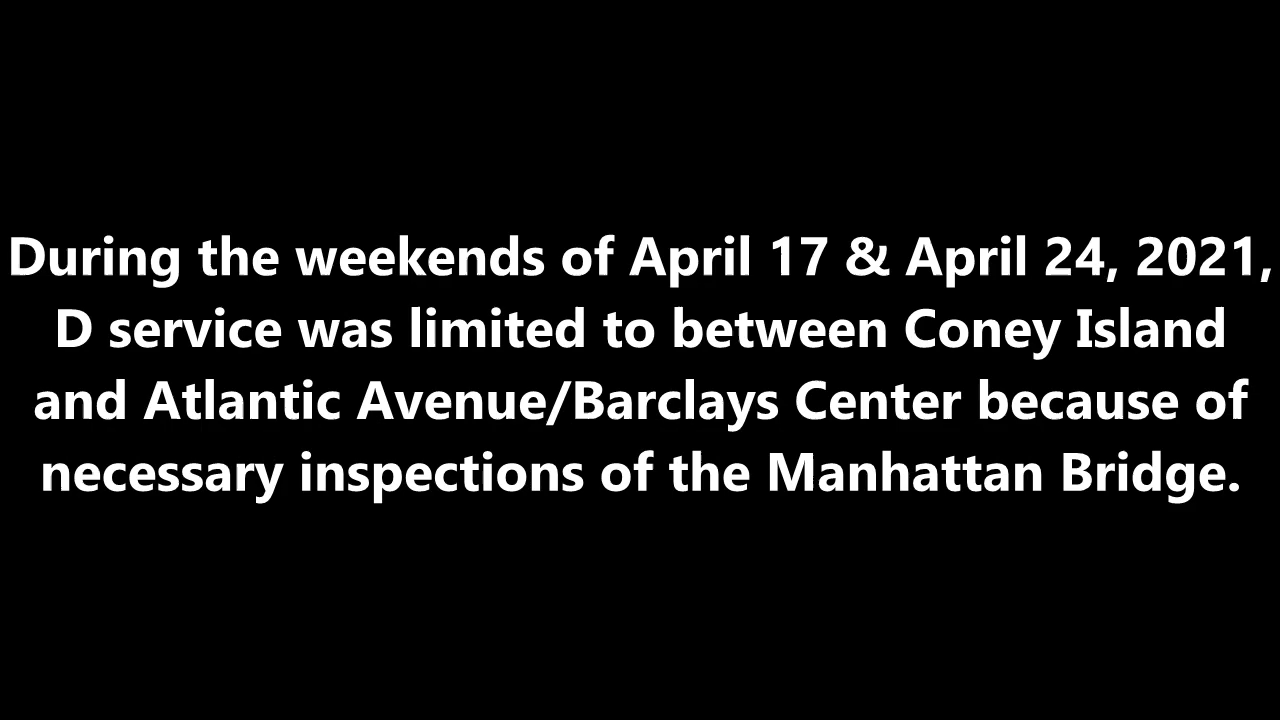 During the weekends of April 17 & April 24, 2021,
D service was limited to between Coney Island
and Atlantic Avenue/Barclays Center because of
necessary inspections of the Manhattan Bridge.